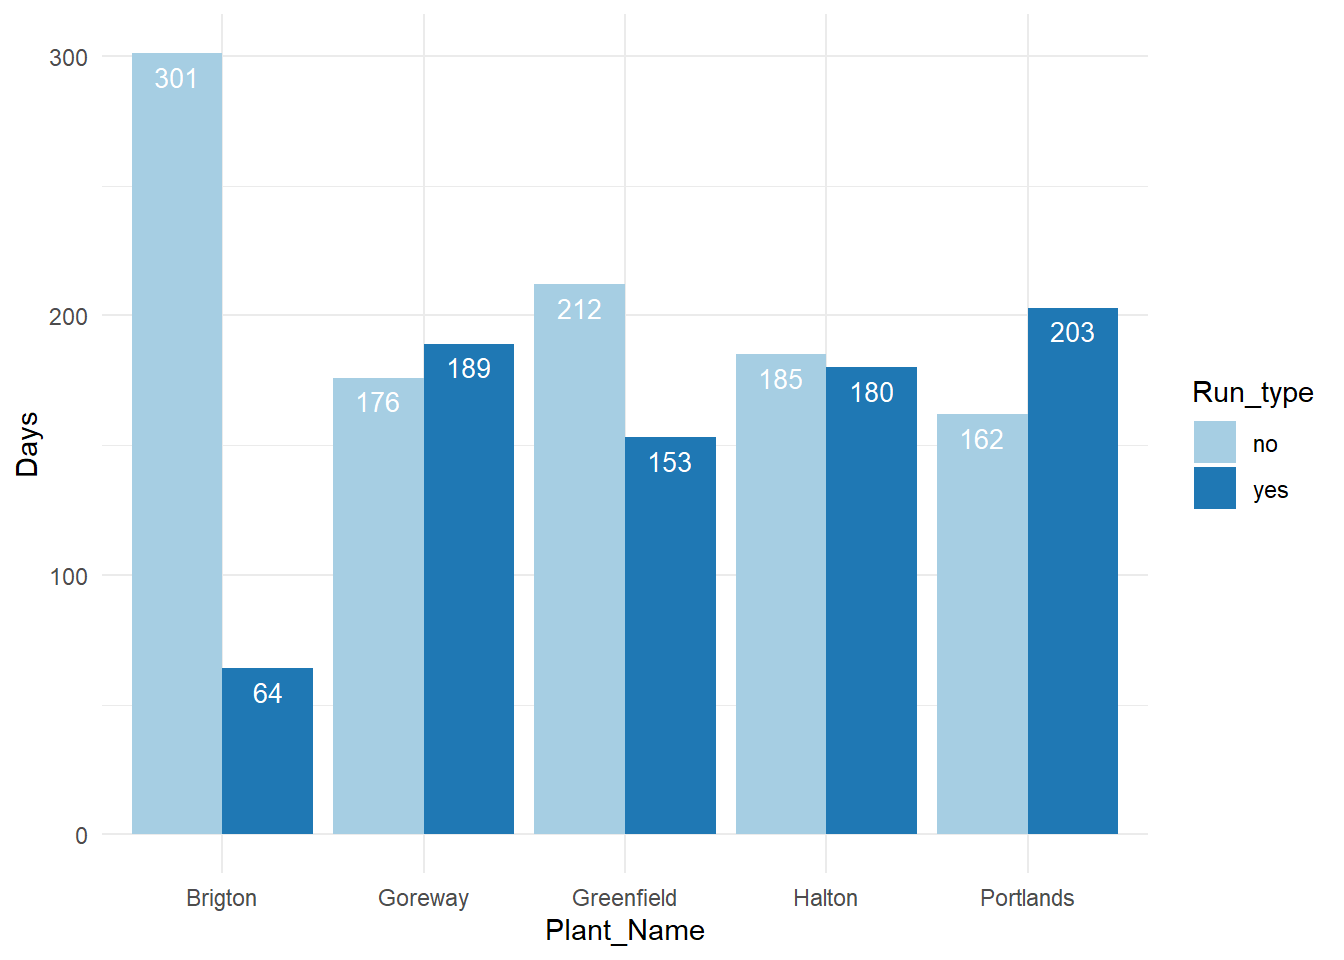 300
200
100
0
Days
301
64
176
189
212
153
185
180
162
203
Brigton
Goreway
Greenfield
Halton
Portlands
Plant_Name
Run_type
no
yes